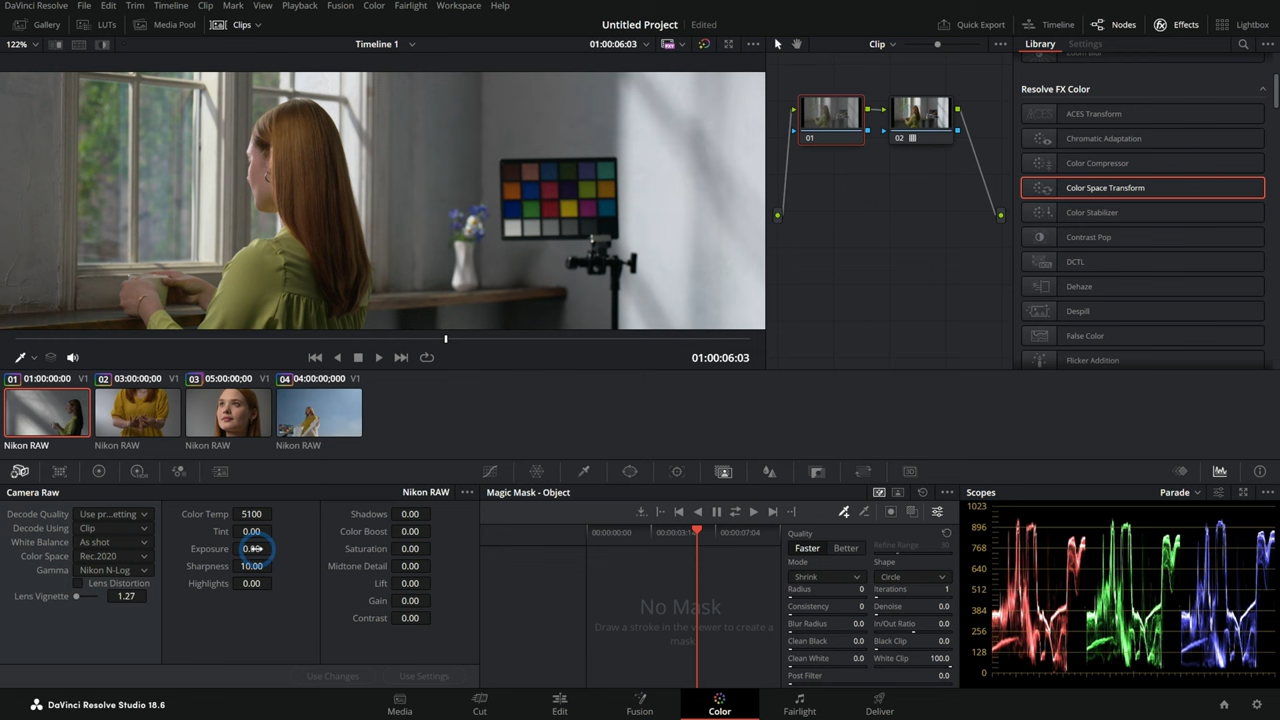 DaVinci Resolve File Edit Trim Timeline Clip Mark View Playback Fusion Color Fairlight Workspace Help
Gallery LUTs Media Pool Clips Untitled Project Edited Quick Export Timeline Nodes Effects Lightbox
122% Timeline 1 01:00:06:03 Clip Library Settings
Resolve FX Color
ACES Transform
Chromatic Adaptation
Color Compressor
Color Space Transform
Color Stabilizer
Contrast Pop
DCTL
Dehaze
Despill
False Color
Flicker Addition
01 02
01:00:06:03
01 01:00:00:00 V1 02 03:00:00;00 V1 03 05:00:00;00 V1 04 04:00:00;000 V1
Nikon RAW Nikon RAW Nikon RAW Nikon RAW
Camera Raw Nikon RAW
Decode Quality Use pr...etting
Decode Using Clip
White Balance As shot
Color Space Rec.2020
Gamma Nikon N-Log
Lens Distortion
Lens Vignette 1.27
Color Temp 5100
Tint 0.00
Exposure
Sharpness 10.00
Highlights 0.00
Shadows 0.00
Color Boost 0.00
Saturation 0.00
Midtone Detail 0.00
Lift 0.00
Gain 0.00
Contrast 0.00
Use Changes Use Settings
Magic Mask - Object
00:00:00:00 00:00:03:1 00:00:07:04
No Mask
Draw a stroke in the viewer to create a
mask
Quality
Faster Better Refine Range 30
Mode Shape
Shrink Circle
Radius 0 Iterations 1
Consistency 0 Denoise 0.0
Blur Radius 0.0 In/Out Ratio 0.0
Clean Black 0.0 Black Clip 0.0
Clean White 0.0 White Clip 100.0
Post Filter 0.0
Scopes Parade
1023
896
768
640
512
384
256
128
0
DaVinci Resolve Studio 18.6
Media Cut Edit Fusion Color Fairlight Deliver